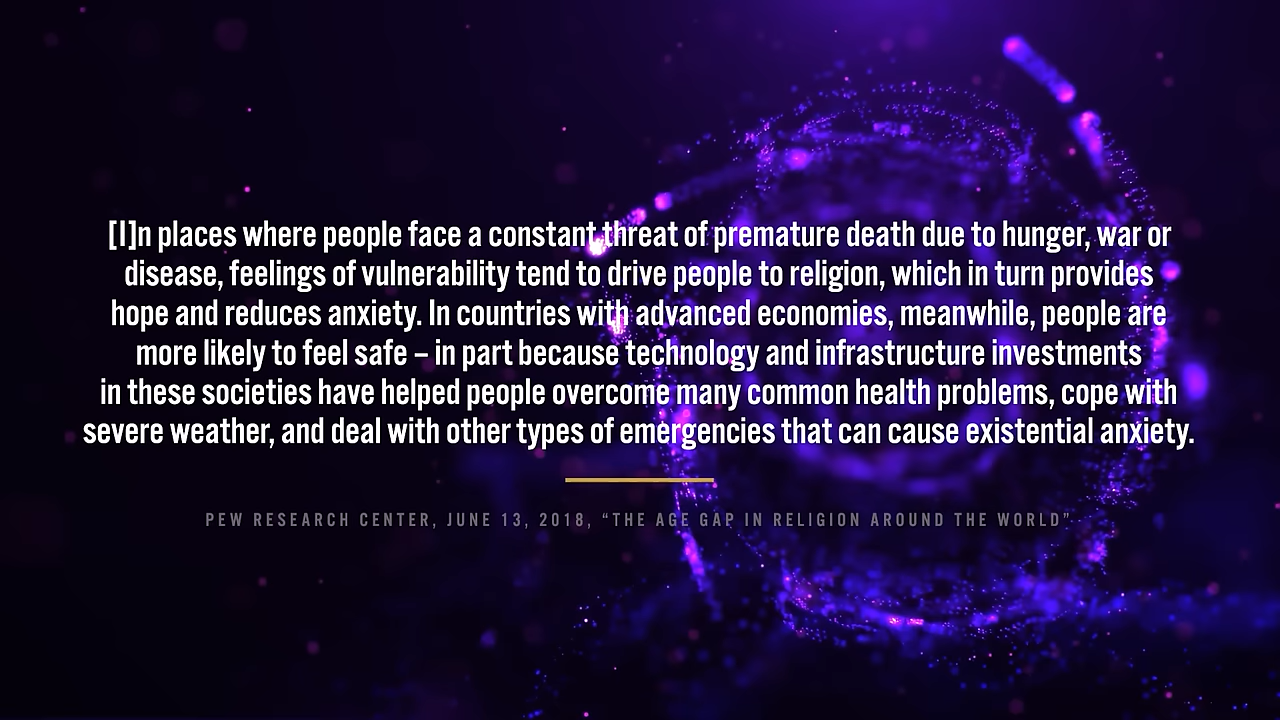 [I]n places where people face a constant threat of premature death due to hunger, war or
disease, feelings of vulnerability tend to drive people to religion, which in turn provides
hope and reduces anxiety. In countries with advanced economies, meanwhile, people are
more likely to feel safe – in part because technology and infrastructure investments
in these societies have helped people overcome many common health problems, cope with
severe weather, and deal with other types of emergencies that can cause existential anxiety.
PEW RESEARCH CENTER, JUNE 13, 2018, “THE AGE GAP IN RELIGION AROUND THE WORLD”